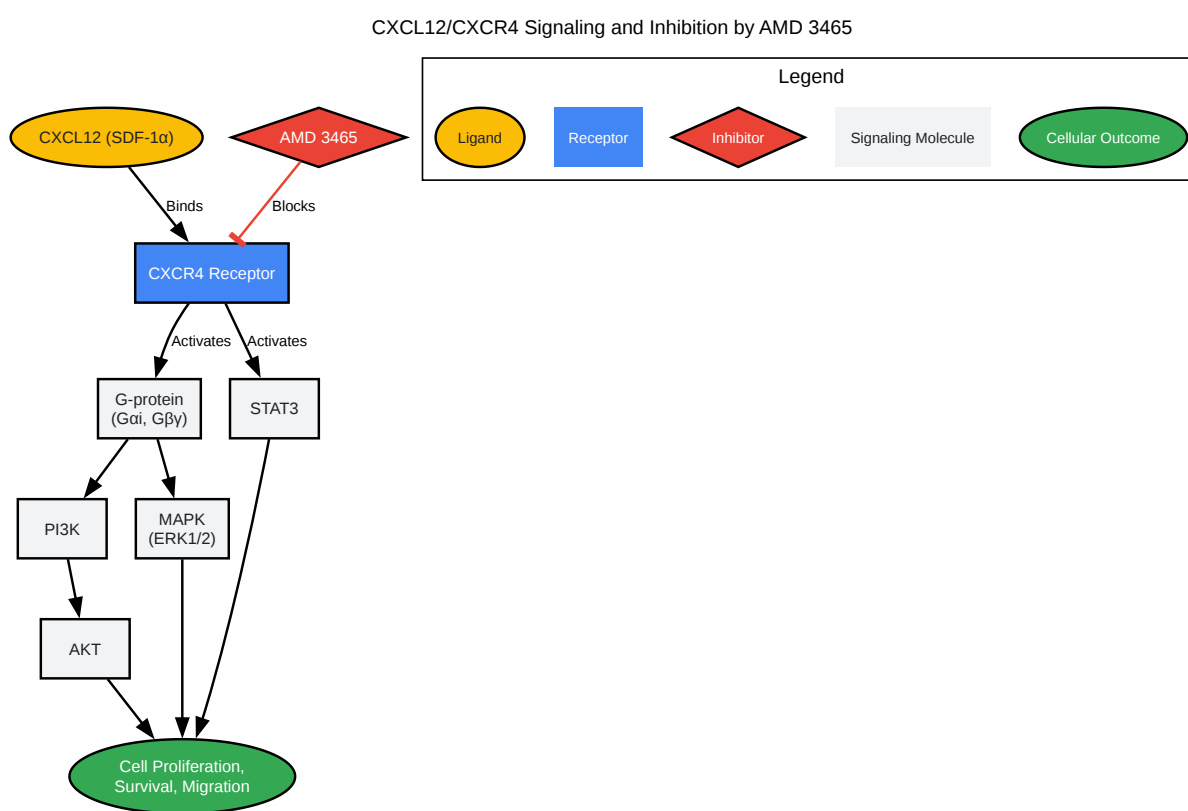 CXCL12/CXCR4 Signaling and Inhibition by AMD 3465
Legend
CXCL12 (SDF-1α)
AMD 3465
Ligand
Receptor
Inhibitor
Signaling Molecule
Cellular Outcome
Binds
Blocks
CXCR4 Receptor
Activates
Activates
G-protein
(Gαi, Gβγ)
STAT3
PI3K
MAPK
(ERK1/2)
AKT
Cell Proliferation,
Survival, Migration